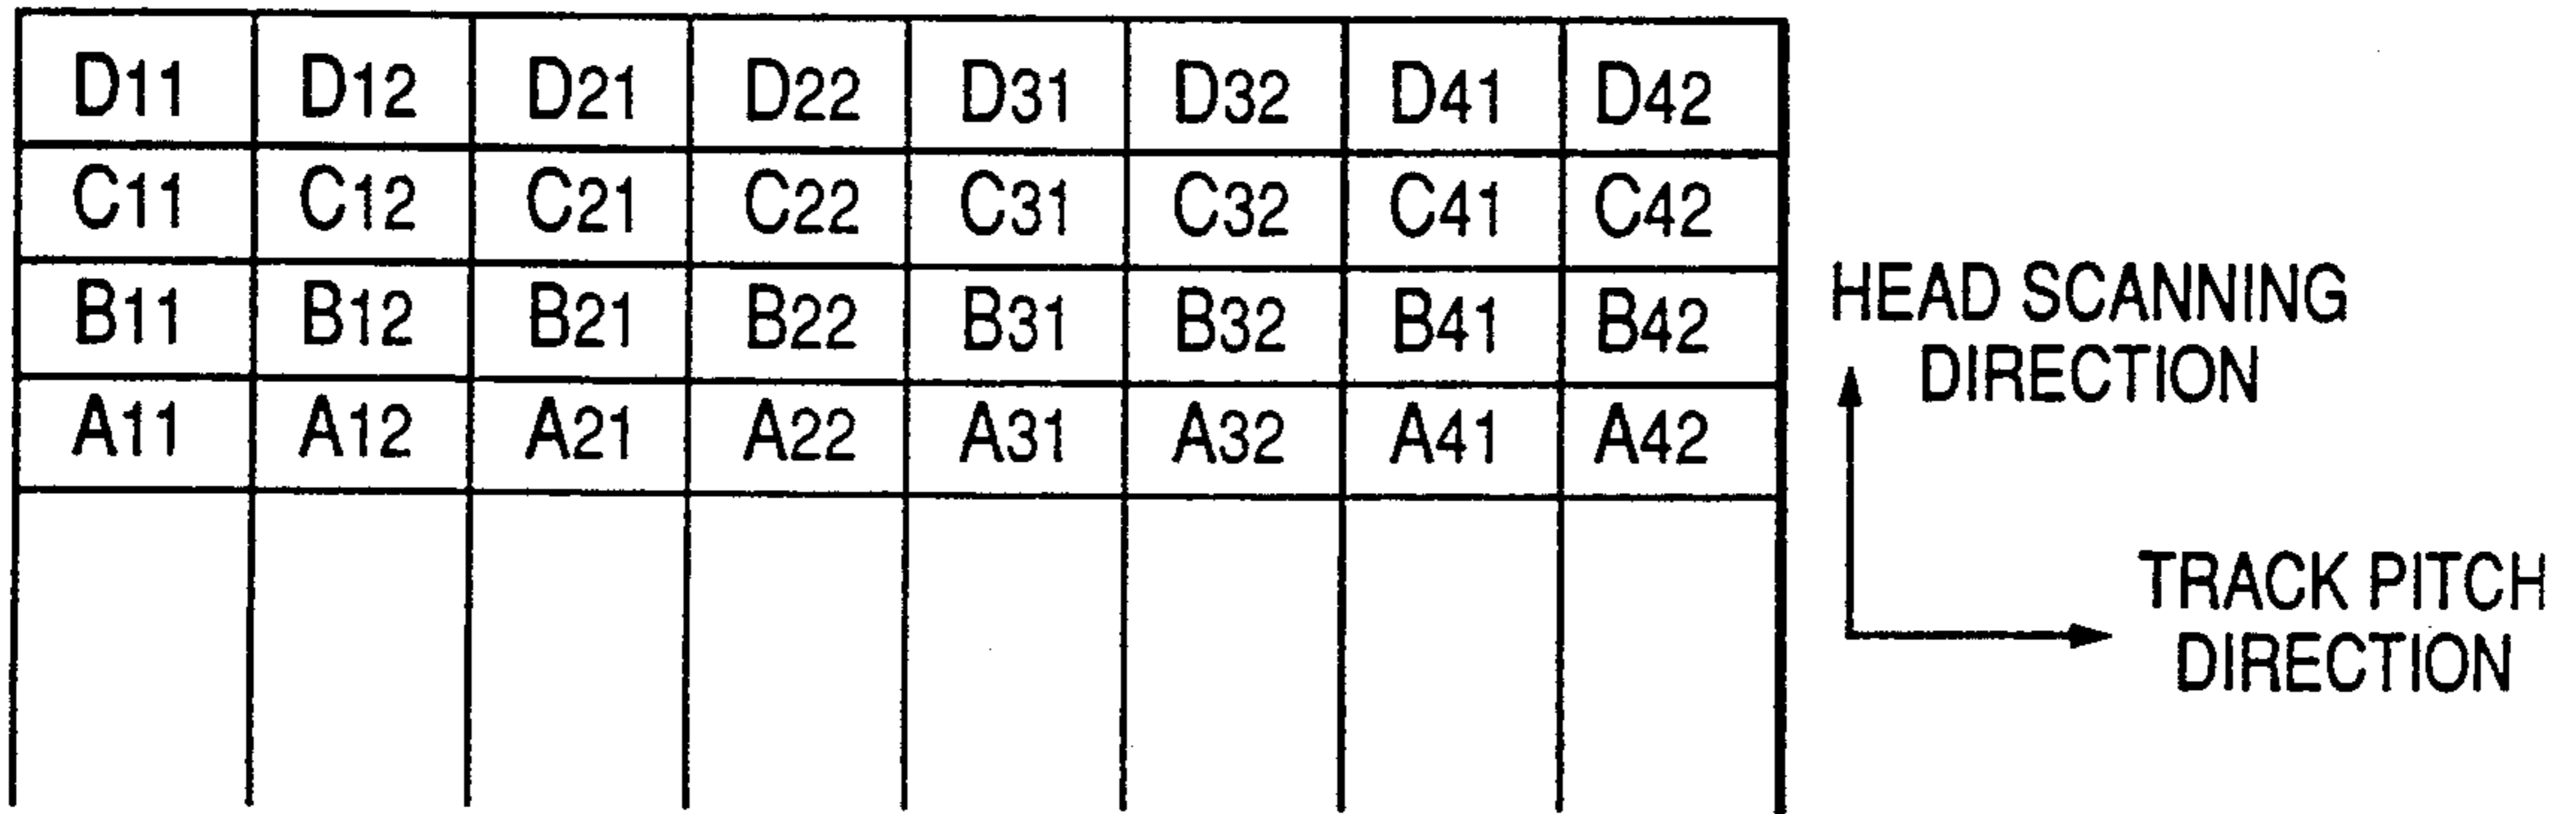 D11 D12 D21 D22 D31 D32 D41 D42
C11 C12 C21 C22 C31 C32 C41 C42
B11 B12 B21 B22 B31 B32 B41 B42
A11 A12 A21 A22 A31 A32 A41 A42
HEAD SCANNING
DIRECTION
TRACK PITCH
DIRECTION